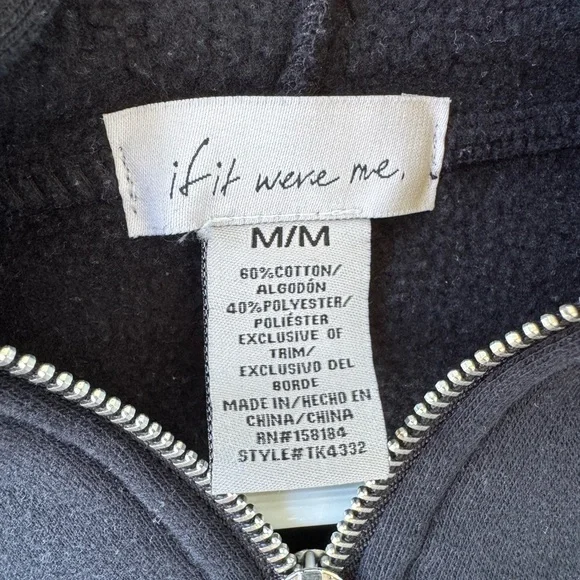 if it were me.
M/M
60%COTTON/
ALGODÓN
40%POLYESTER/
POLIÉSTER
EXCLUSIVE OF
TRIM/
EXCLUSIVO DEL
BORDE
MADE IN/HECHO EN
CHINA/CHINA
RN#158184
STYLE#TK4332